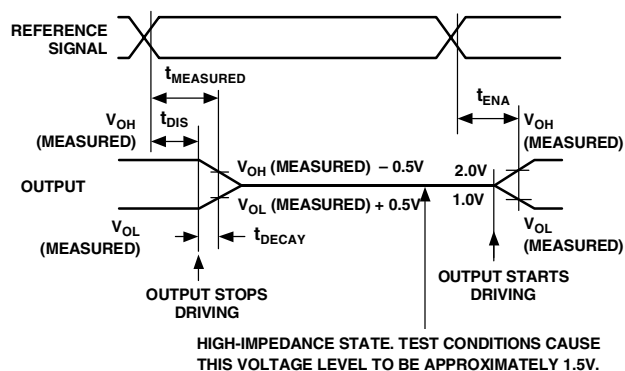 REFERENCE
SIGNAL
tMEASURED
tENA
VOH
(MEASURED)
tDIS
VOH
(MEASURED)
VOH (MEASURED) – 0.5V
2.0V
OUTPUT
VOL (MEASURED) + 0.5V
1.0V
VOL
(MEASURED)
tDECAY
VOL
(MEASURED)
OUTPUT STOPS
DRIVING
OUTPUT STARTS
DRIVING
HIGH-IMPEDANCE STATE. TEST CONDITIONS CAUSE
THIS VOLTAGE LEVEL TO BE APPROXIMATELY 1.5V.